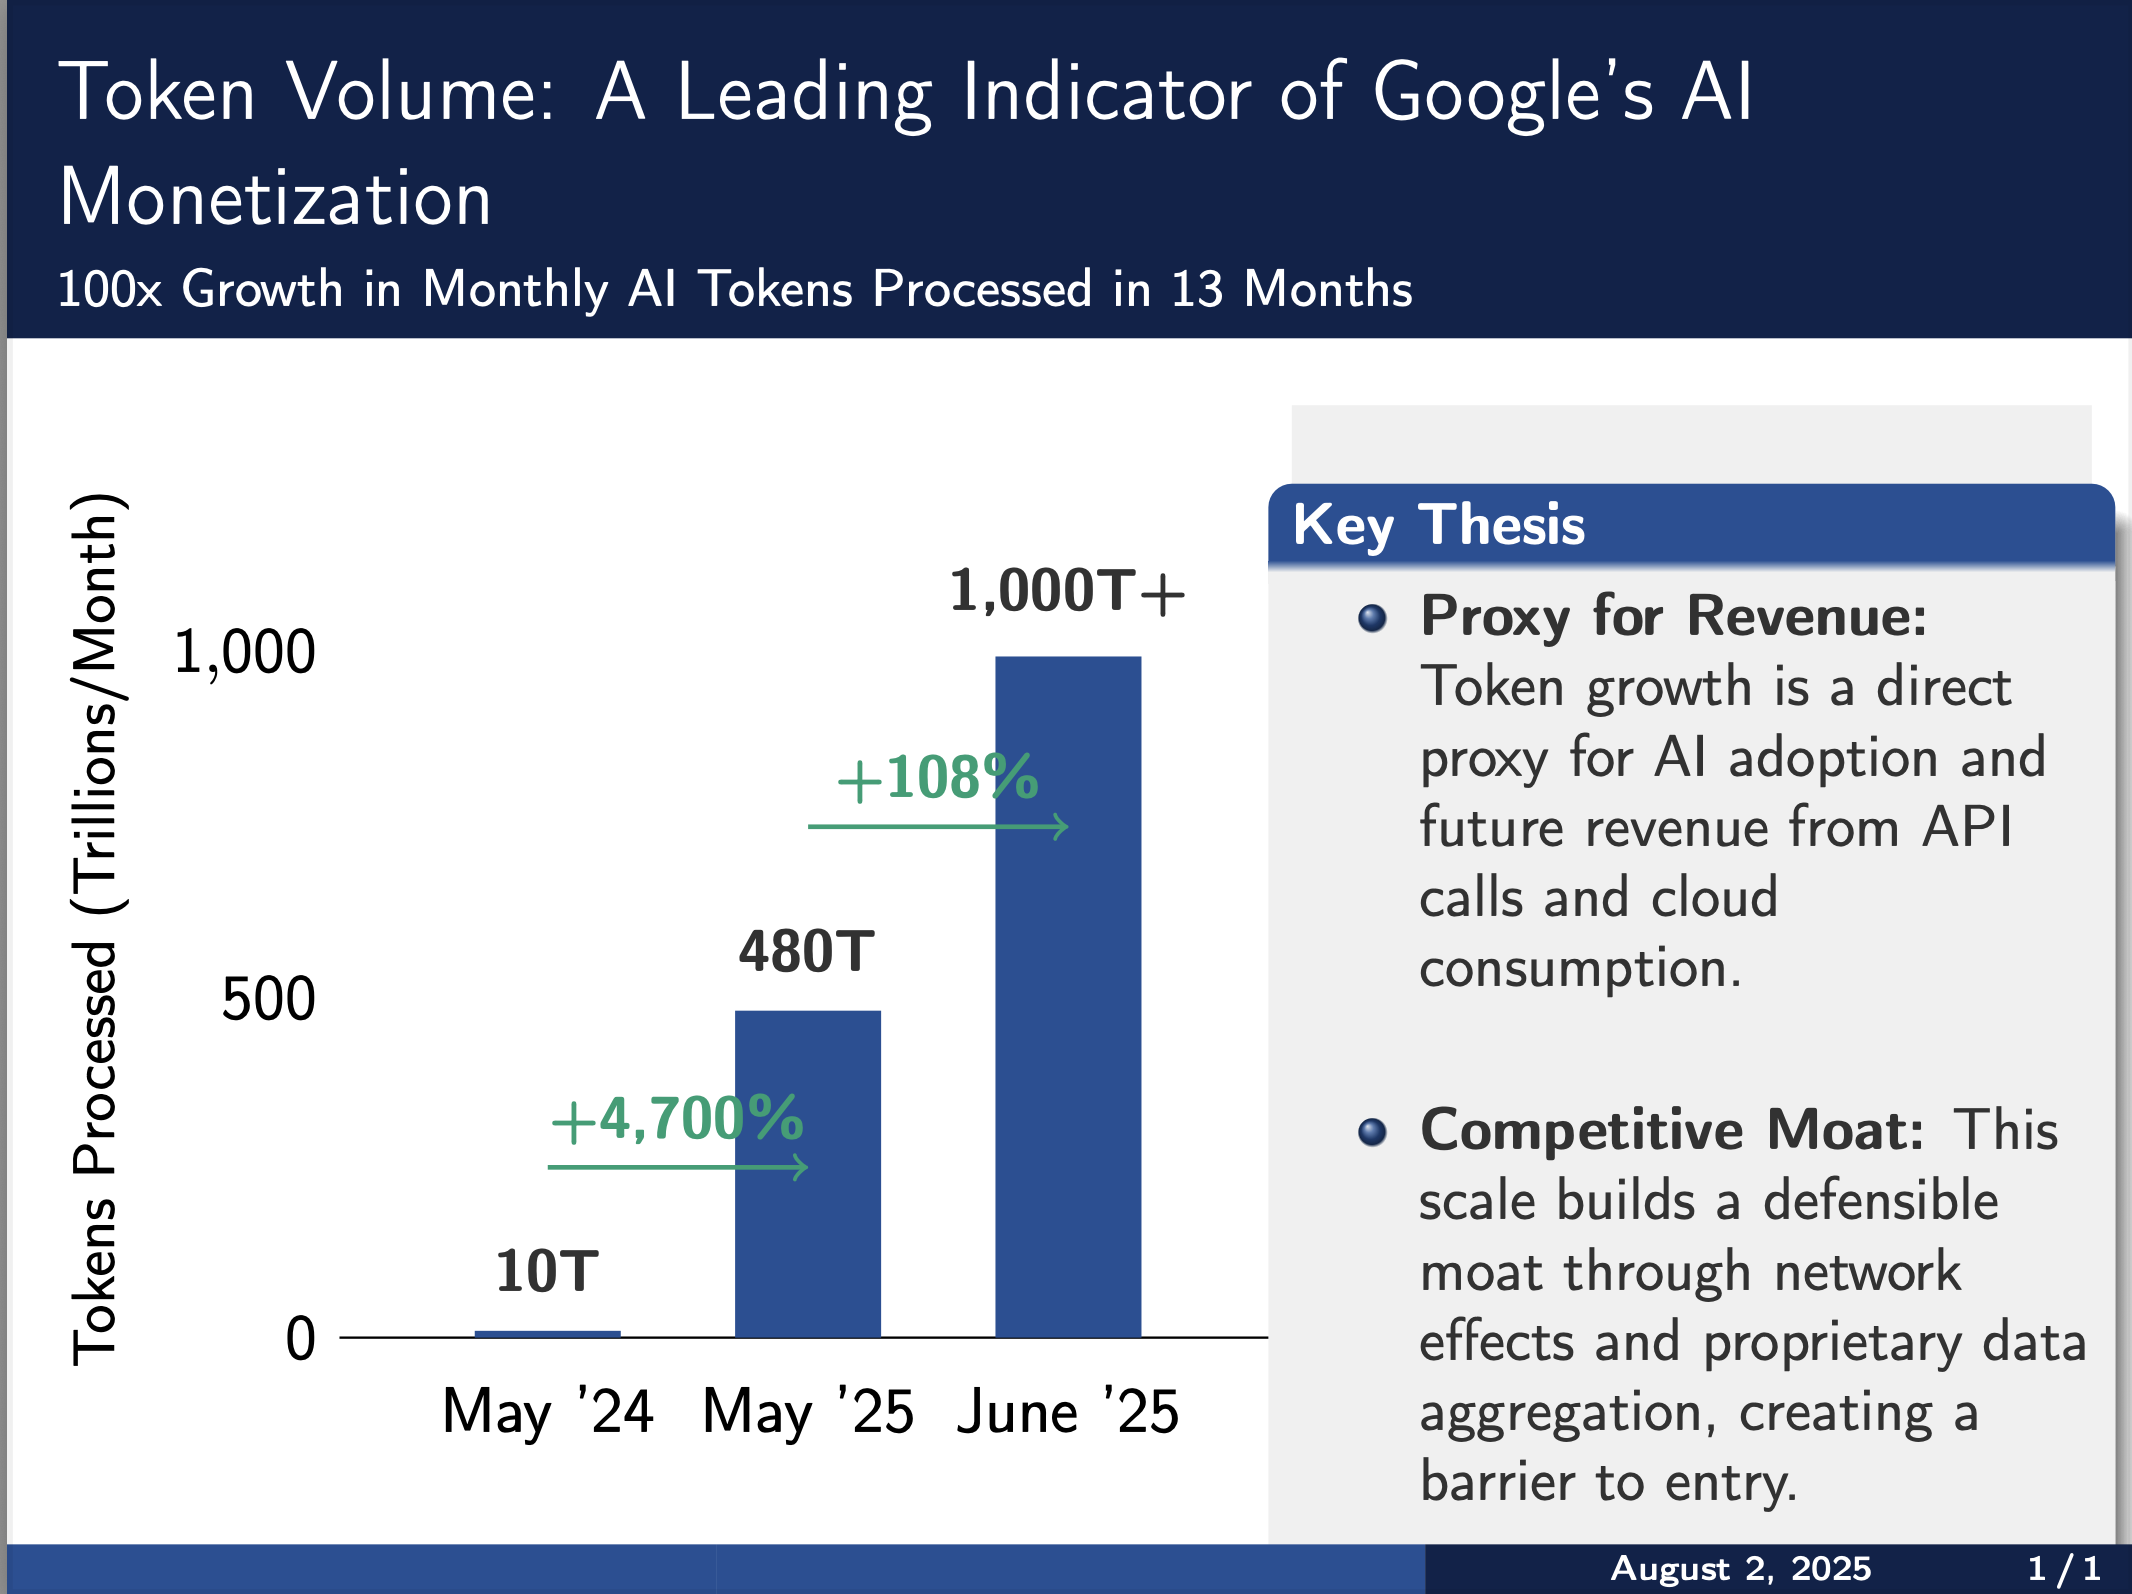 Token Volume: A Leading Indicator of Google's AI
Monetization
100x Growth in Monthly AI Tokens Processed in 13 Months
Tokens Processed (Trillions/Month)
1,000
500
0
1,000T+
+108%
480T
+4,700%
10T
May '24
May '25
June '25
Key Thesis
Proxy for Revenue:
Token growth is a direct
proxy for AI adoption and
future revenue from API
calls and cloud
consumption.
Competitive Moat: This
scale builds a defensible
moat through network
effects and proprietary data
aggregation, creating a
barrier to entry.
August 2, 2025
1 / 1